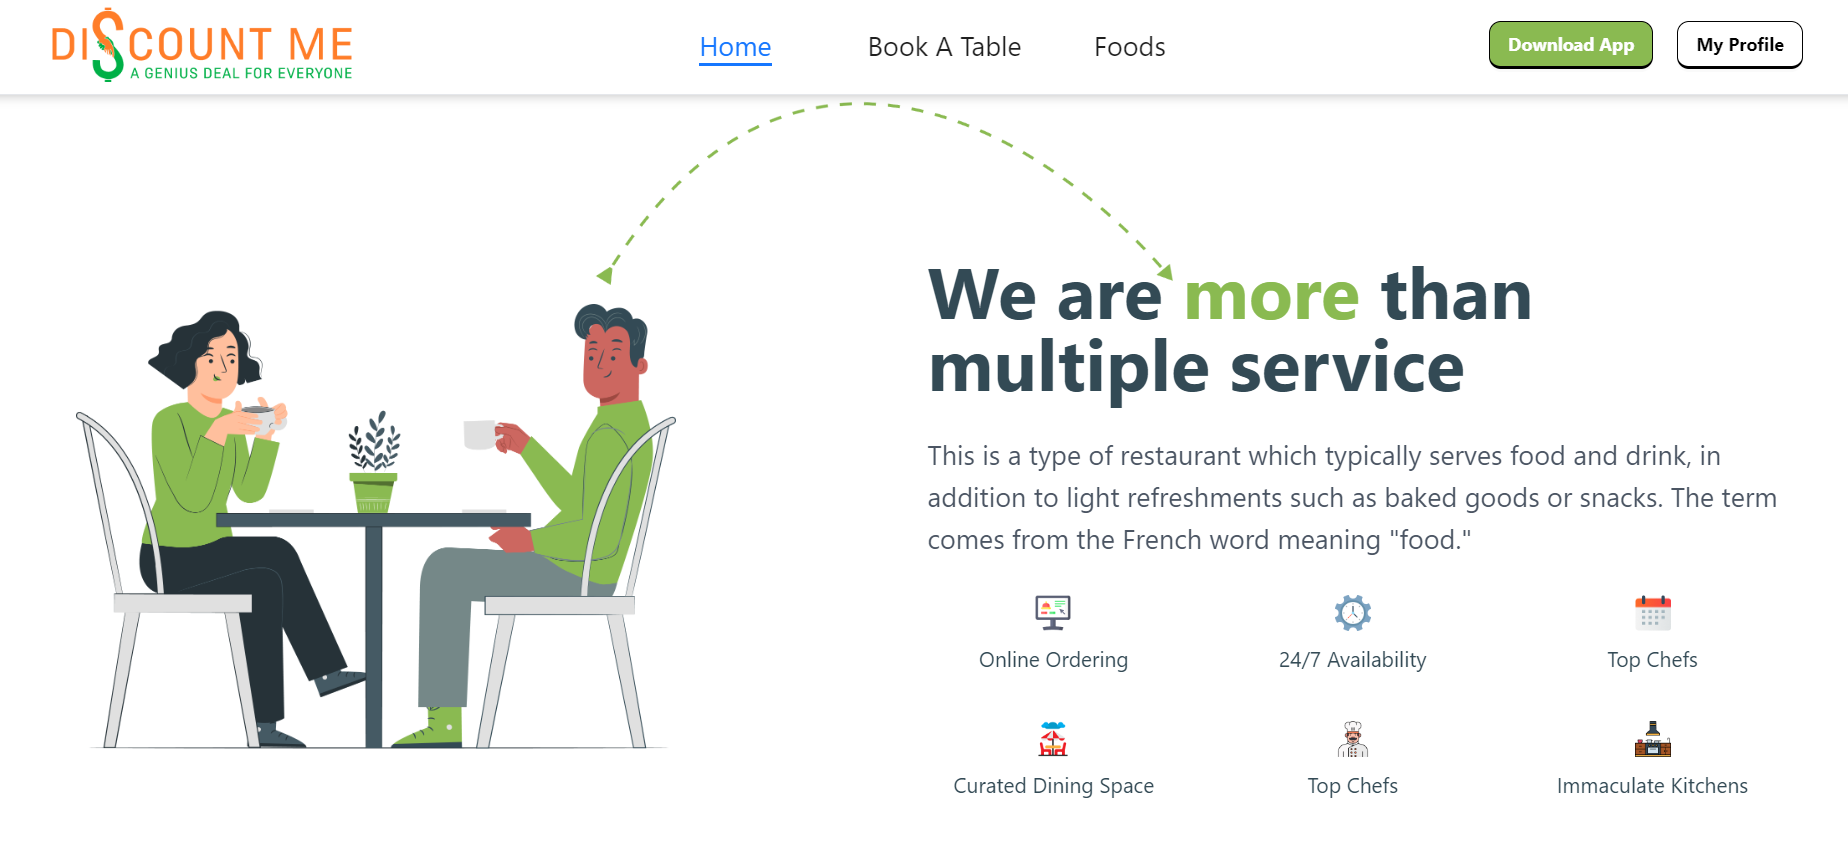 DISCOUNT ME
A GENIUS DEAL FOR EVERYONE
Home
Book A Table
Foods
Download App
My Profile
We are more than
multiple service
This is a type of restaurant which typically serves food and drink, in
addition to light refreshments such as baked goods or snacks. The term
comes from the French word meaning "food."
Online Ordering
24/7 Availability
Top Chefs
Curated Dining Space
Top Chefs
Immaculate Kitchens